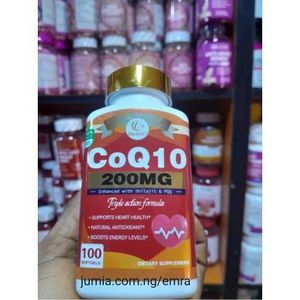 CoQ10
200MG
Enhanced with Shilajit & PQQ
Triple action formula
• SUPPORTS HEART HEALTH*
• NATURAL ANTIOXIDANT*
• BOOSTS ENERGY LEVELS*
100
SOFTGELS
DIETARY SUPPLEMENT
jumia.com.ng/emra